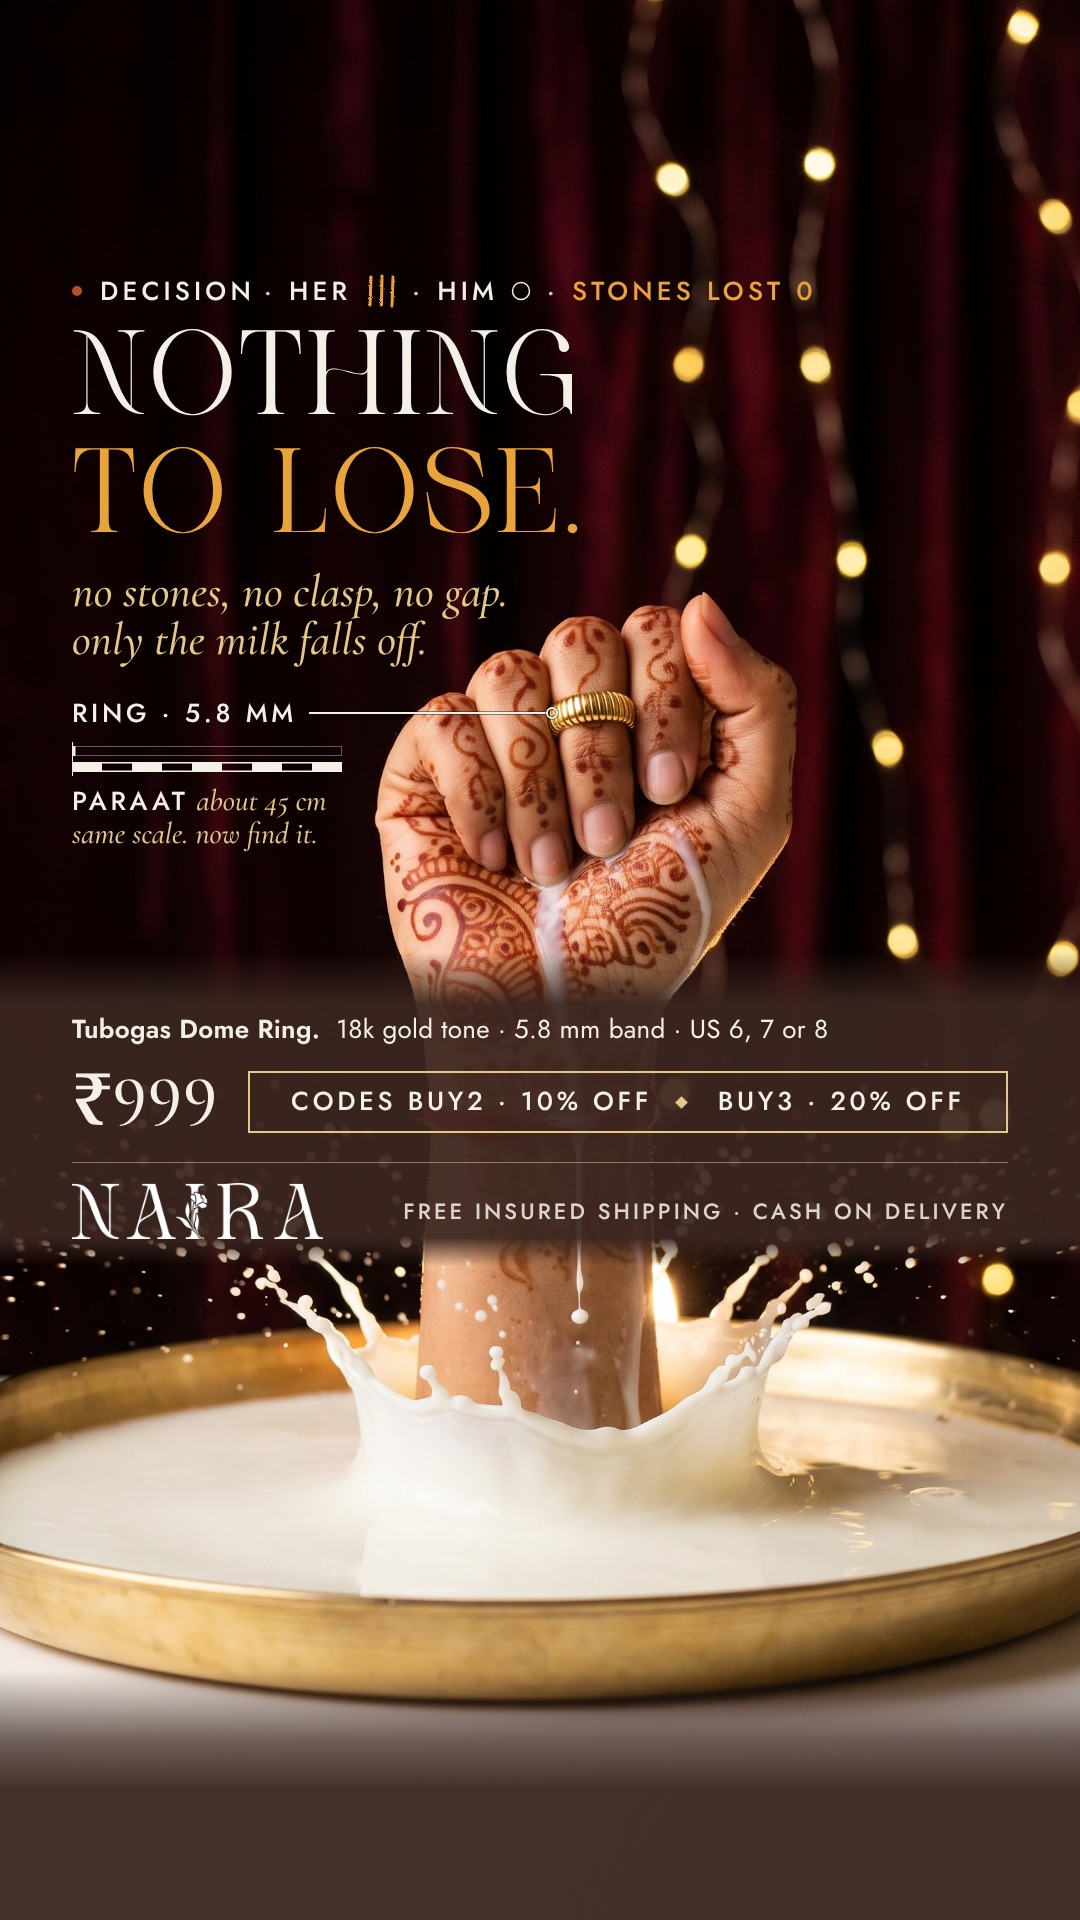 • DECISION · HER ||| · HIM ○ · STONES LOST 0
NOTHING
TO LOSE.
no stones, no clasp, no gap.
only the milk falls off.
RING · 5.8 MM
PARAAT about 45 cm
same scale. now find it.
Tubogas Dome Ring. 18k gold tone · 5.8 mm band · US 6, 7 or 8
₹999
CODES BUY2 · 10% OFF ◆ BUY3 · 20% OFF
NAIRA
FREE INSURED SHIPPING · CASH ON DELIVERY